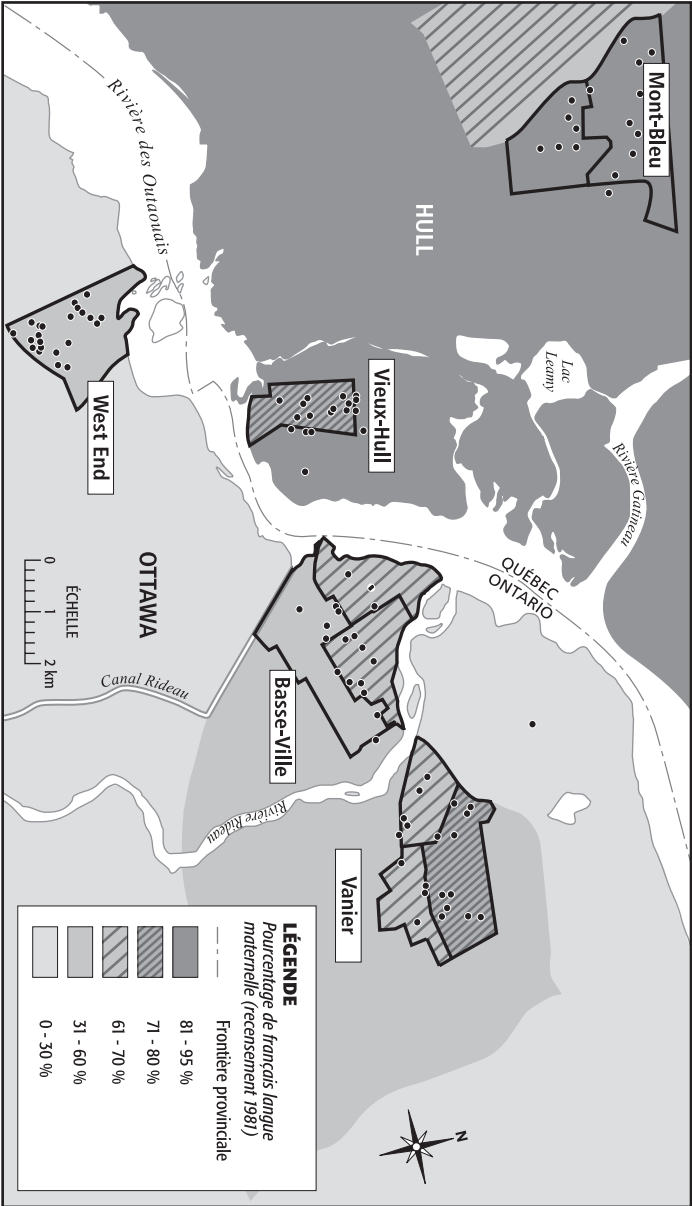 Mont-Bleu
HULL
Rivière des Outaouais
Lac
Leamy
Rivière Gatineau
Vieux-Hull
West End
QUÉBEC
ONTARIO
OTTAWA
0 1 2 km
ÉCHELLE
Canal Rideau
Basse-Ville
Rivière Rideau
Vanier
N
LÉGENDE
Pourcentage de français langue
maternelle (recensement 1981)
Frontière provinciale
81 - 95 %
71 - 80 %
61 - 70 %
31 - 60 %
0 - 30 %